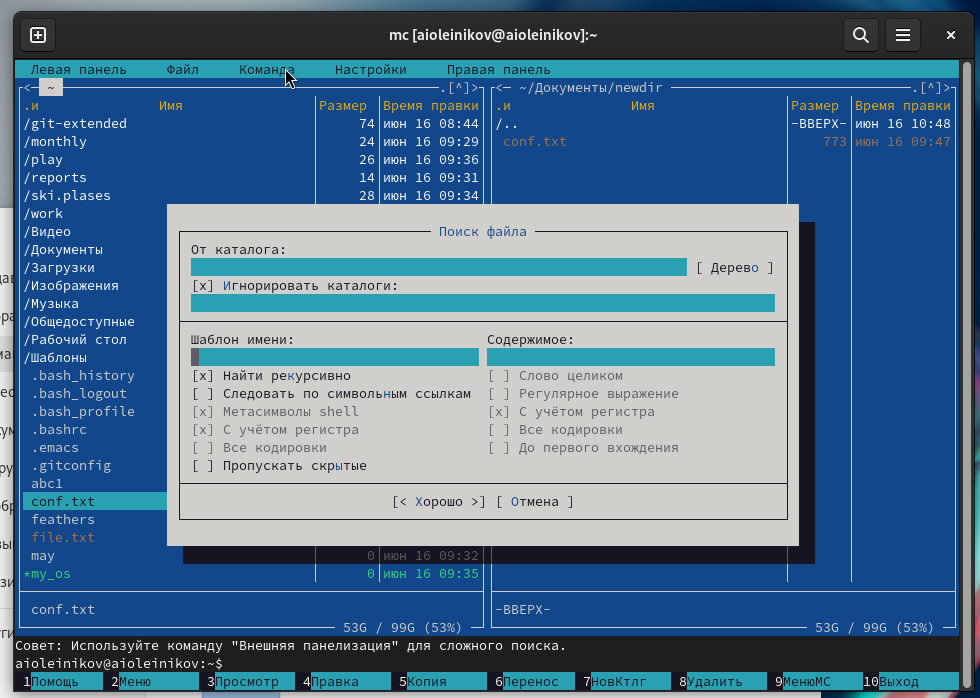 mc [aioleinikov@aioleinikov]:~
Левая панель Файл Команда Настройки Правая панель
<─ ~ .[^]> <─ ~/Документы/newdir .[^]>
.и Имя Размер Время правки .и Имя Размер Время правки
/git-extended 74 июн 16 08:44 /.. -ВВЕРХ- июн 16 10:48
/monthly 24 июн 16 09:29 conf.txt 773 июн 16 09:47
/play 26 июн 16 09:36
/reports 14 июн 16 09:31
/ski.plases 28 июн 16 09:34
/work
/Видео
/Документы
/Загрузки
/Изображения
/Музыка
/Общедоступные
/Рабочий стол
/Шаблоны
.bash_history
.bash_logout
.bash_profile
.bashrc
.emacs
.gitconfig
abc1
conf.txt
feathers
file.txt
may 0 июн 16 09:32
*my_os 0 июн 16 09:35
Поиск файла
От каталога:
[ Дерево ]
[x] Игнорировать каталоги:
Шаблон имени: Содержимое:
[x] Найти рекурсивно [ ] Слово целиком
[ ] Следовать по символьным ссылкам [ ] Регулярное выражение
[x] Метасимволы shell [x] С учётом регистра
[x] С учётом регистра [ ] Все кодировки
[ ] Все кодировки [ ] До первого вхождения
[ ] Пропускать скрытые
[< Хорошо >] [ Отмена ]
conf.txt -ВВЕРХ-
53G / 99G (53%) 53G / 99G (53%)
Совет: Используйте команду "Внешняя панелизация" для сложного поиска.
aioleinikov@aioleinikov:~$
1Помощь 2Меню 3Просмотр 4Правка 5Копия 6Перенос 7НовКтлг 8Удалить 9МенюMC 10Выход